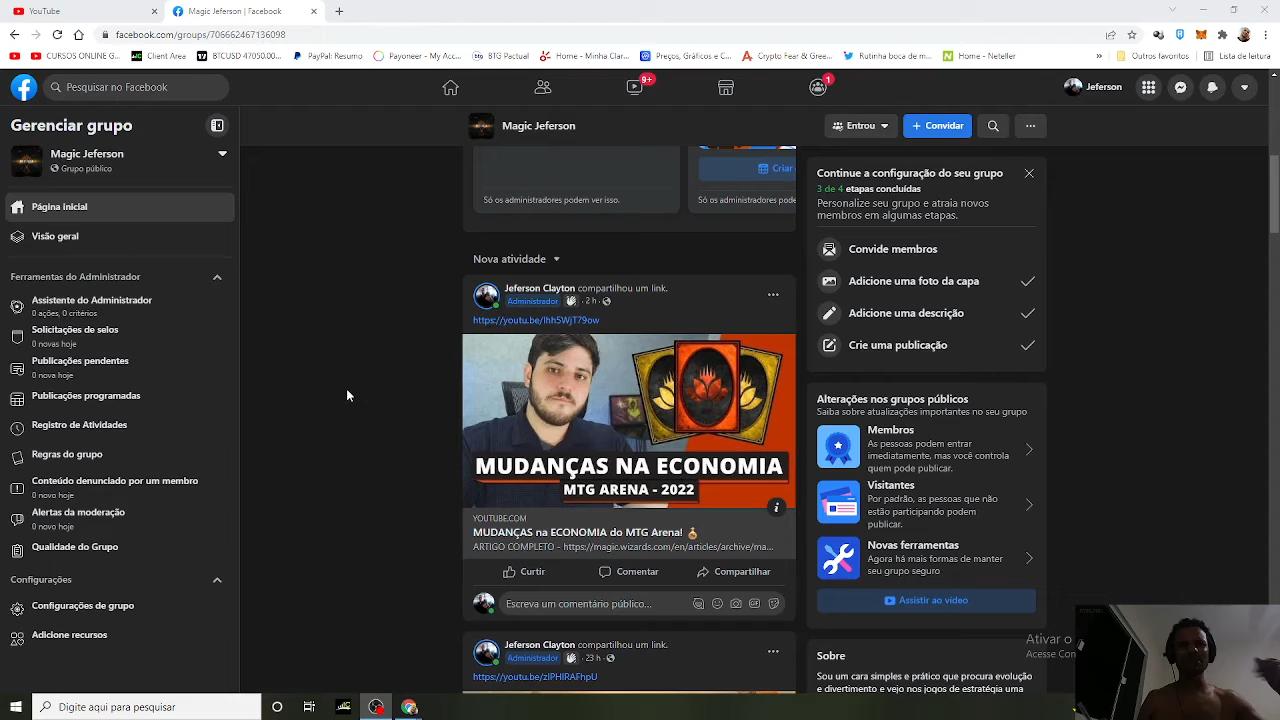 YouTube
Magic Jeferson | Facebook
facebook.com/groups/706662467136098
CURSOS ONLINE G...
Client Area
BTCUSD 47050.00...
PayPal: Resumo
Payoneer - My Acc...
BTG Pactual
Home - Minha Clar...
Preços, Gráficos e C...
Crypto Fear & Gree...
Rutinha boca de m...
Home - Neteller
»
Outros favoritos
Lista de leitura
Pesquisar no Facebook
9+
1
Jeferson
Gerenciar grupo
Magic Jeferson
Grupo público
Página inicial
Visão geral
Ferramentas do Administrador
Assistente do Administrador
0 ações, 0 critérios
Solicitações de selos
0 novas hoje
Publicações pendentes
0 nova hoje
Publicações programadas
Registro de Atividades
Regras do grupo
Conteúdo denunciado por um membro
0 novo hoje
Alertas da moderação
0 novo hoje
Qualidade do Grupo
Configurações
Configurações de grupo
Adicione recursos
Magic Jeferson
Entrou
+ Convidar
Só os administradores podem ver isso.
Criar
Só os administradores pode
Nova atividade
Jeferson Clayton compartilhou um link.
Administrador · 2 h ·
https://youtu.be/Ihh5WjT79ow
MUDANÇAS NA ECONOMIA
MTG ARENA - 2022
YOUTUBE.COM
MUDANÇAS na ECONOMIA do MTG Arena!
ARTIGO COMPLETO - https://magic.wizards.com/en/articles/archive/ma...
Curtir
Comentar
Compartilhar
Escreva um comentário público...
Jeferson Clayton compartilhou um link.
Administrador · 23 h ·
https://youtu.be/zIPHIRAFhpU
Continue a configuração do seu grupo
3 de 4 etapas concluídas
Personalize seu grupo e atraia novos
membros em algumas etapas.
Convide membros
Adicione uma foto da capa
Adicione uma descrição
Crie uma publicação
Alterações nos grupos públicos
Saiba sobre atualizações importantes no seu grupo
Membros
As pessoas podem entrar
imediatamente, mas você controla
quem pode publicar.
Visitantes
Por padrão, as pessoas que não
estão participando podem
publicar.
Novas ferramentas
Agora há mais formas de manter
seu grupo seguro
Assistir ao vídeo
Sobre
Sou um cara simples e prático que procura evolução
e divertimento e vejo nos jogos de estratégia uma
Ativar o
Acesse Con
Digite aqui para pesquisar